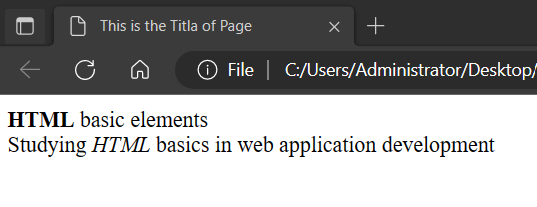 This is the Titla of Page
File | C:/Users/Administrator/Desktop/
HTML basic elements
Studying HTML basics in web application development